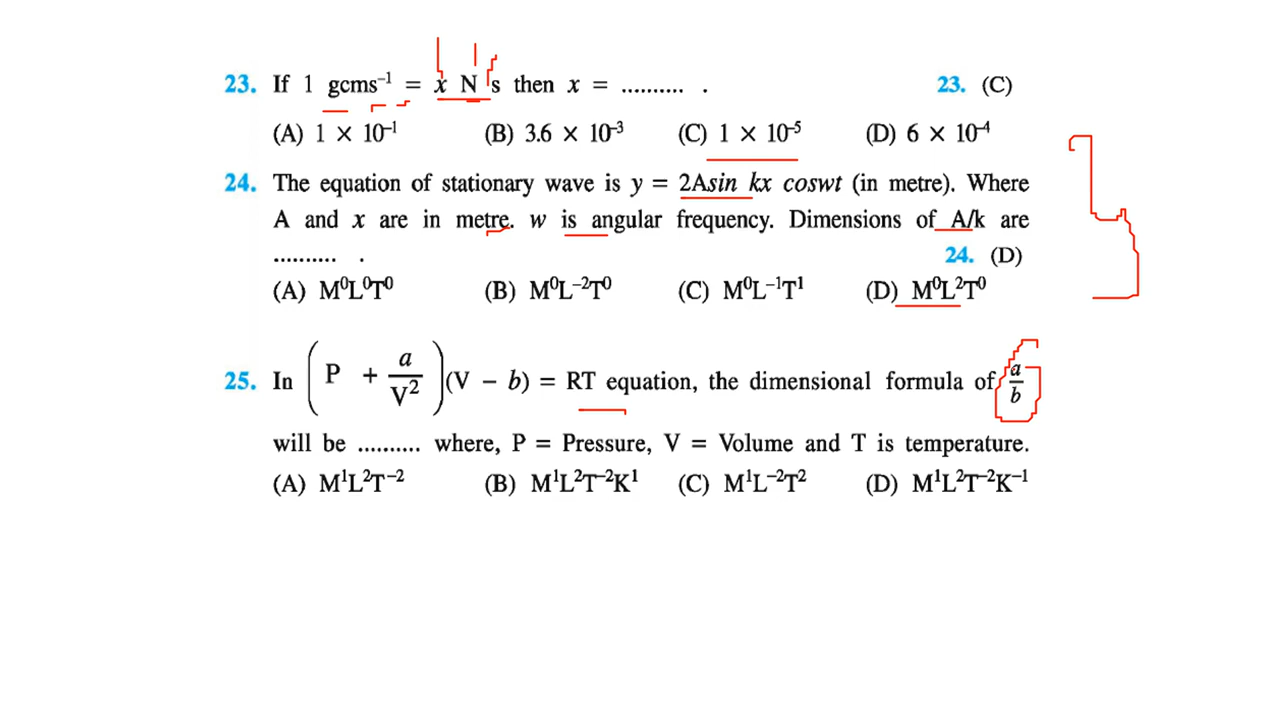 23. If 1 gcms⁻¹ = x N s then x = .......... . 23. (C)
(A) 1 × 10⁻¹ (B) 3.6 × 10⁻³ (C) 1 × 10⁻⁵ (D) 6 × 10⁻⁴
24. The equation of stationary wave is y = 2Asin kx coswt (in metre). Where
A and x are in metre. w is angular frequency. Dimensions of A/k are
.......... . 24. (D)
(A) M⁰L⁰T⁰ (B) M⁰L⁻²T⁰ (C) M⁰L⁻¹T¹ (D) M⁰L²T⁰
25. In (P + a/V²)(V − b) = RT equation, the dimensional formula of a/b
will be .......... where, P = Pressure, V = Volume and T is temperature.
(A) M¹L²T⁻² (B) M¹L²T⁻²K¹ (C) M¹L⁻²T² (D) M¹L²T⁻²K⁻¹